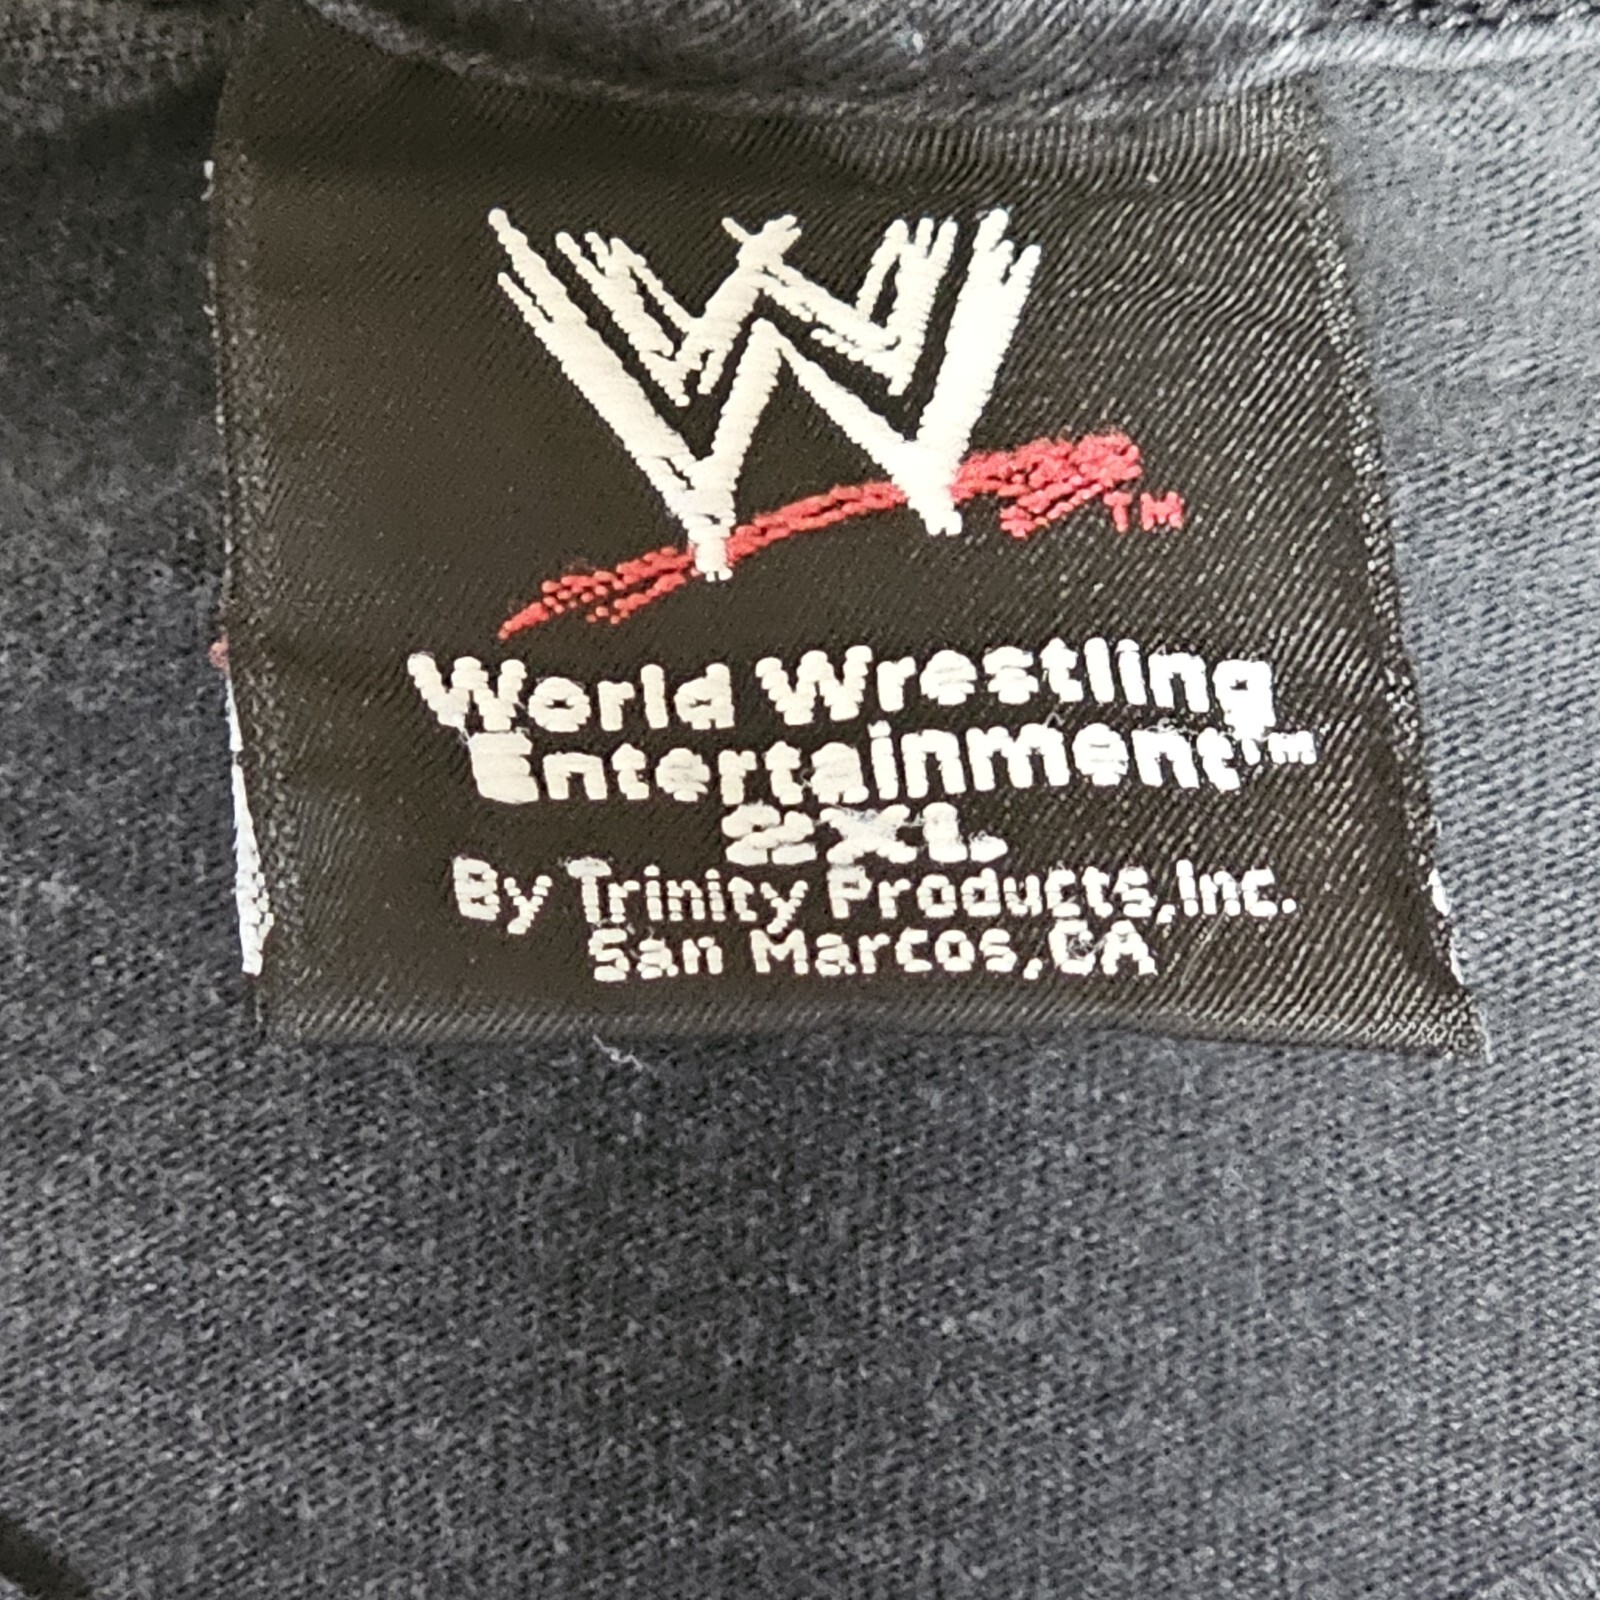 W
TM
World Wrestling
Entertainment™
2XL
By Trinity Products,Inc.
San Marcos,CA